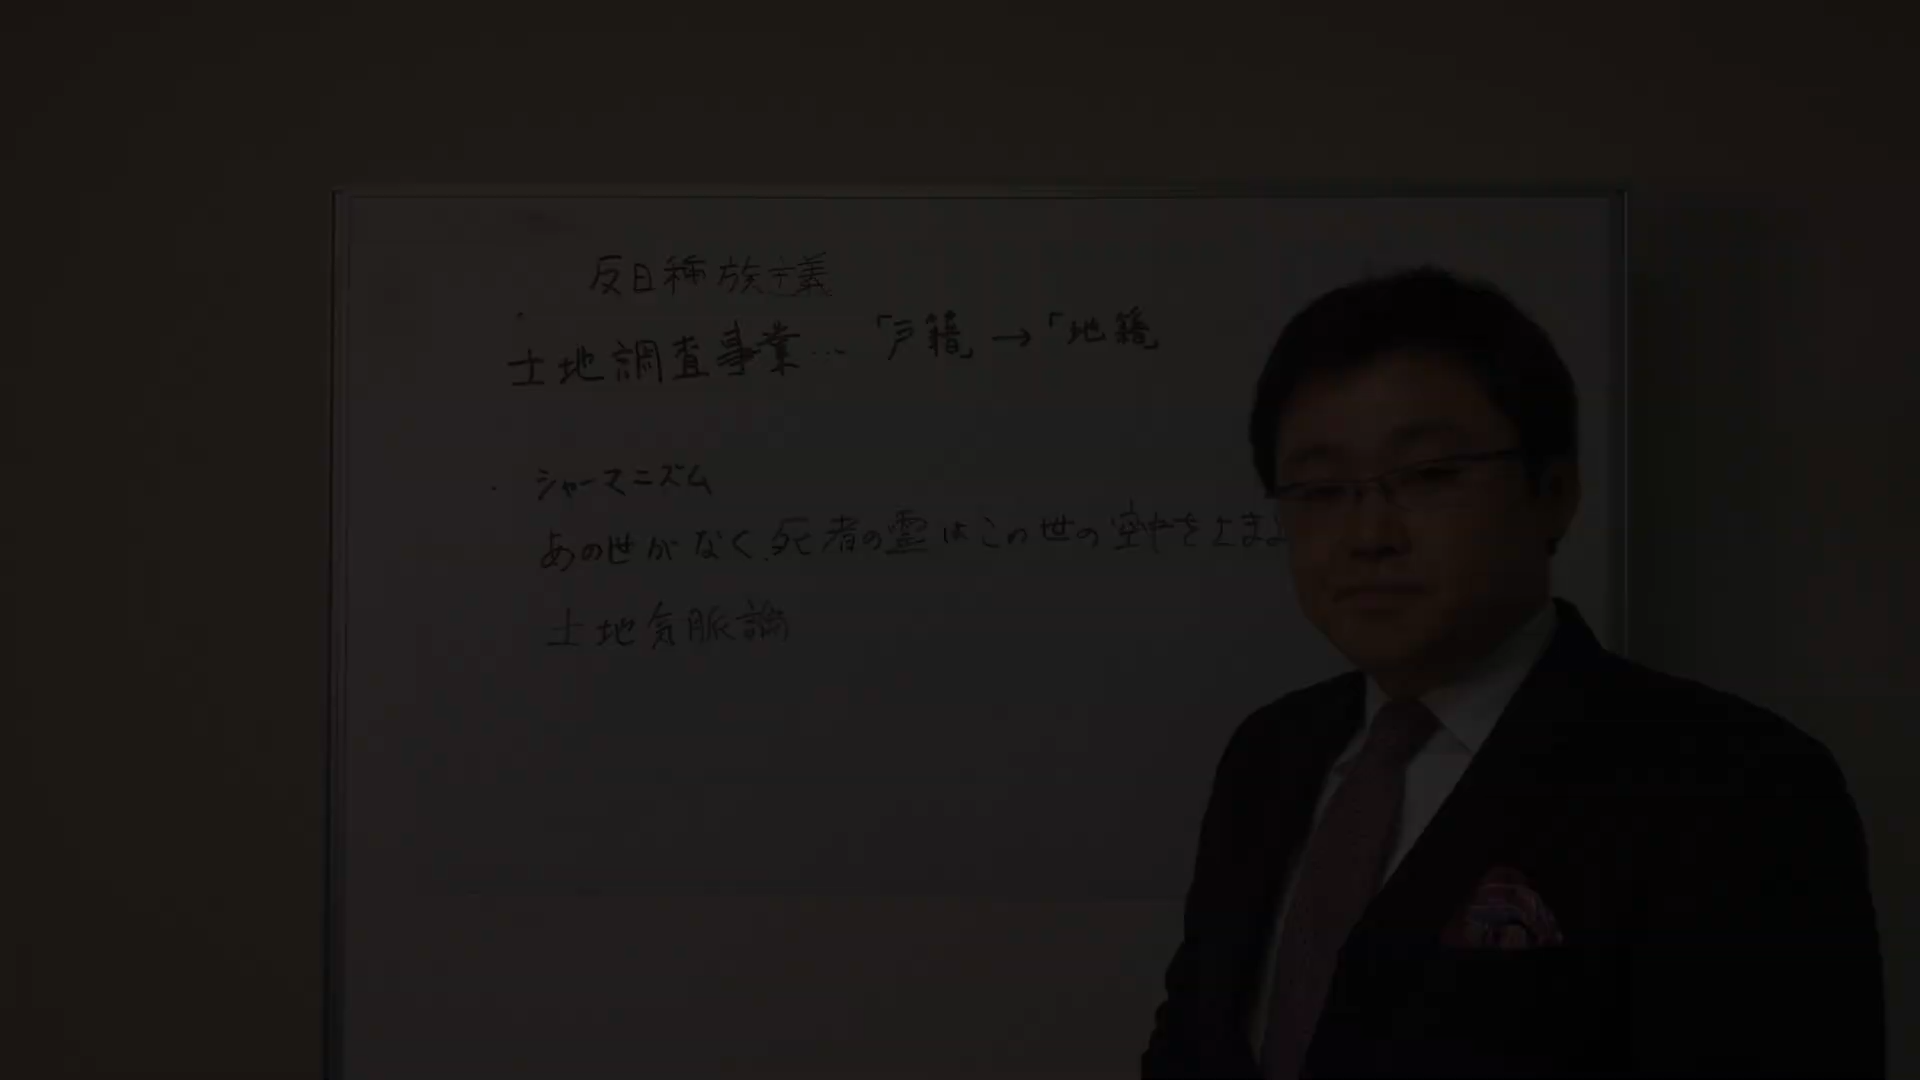 反日種族主義
土地調査事業…「戸籍」→「地籍」
・シャーマニズム
あの世がなく死者の霊はこの世の空中をさまよ
土地気脈論